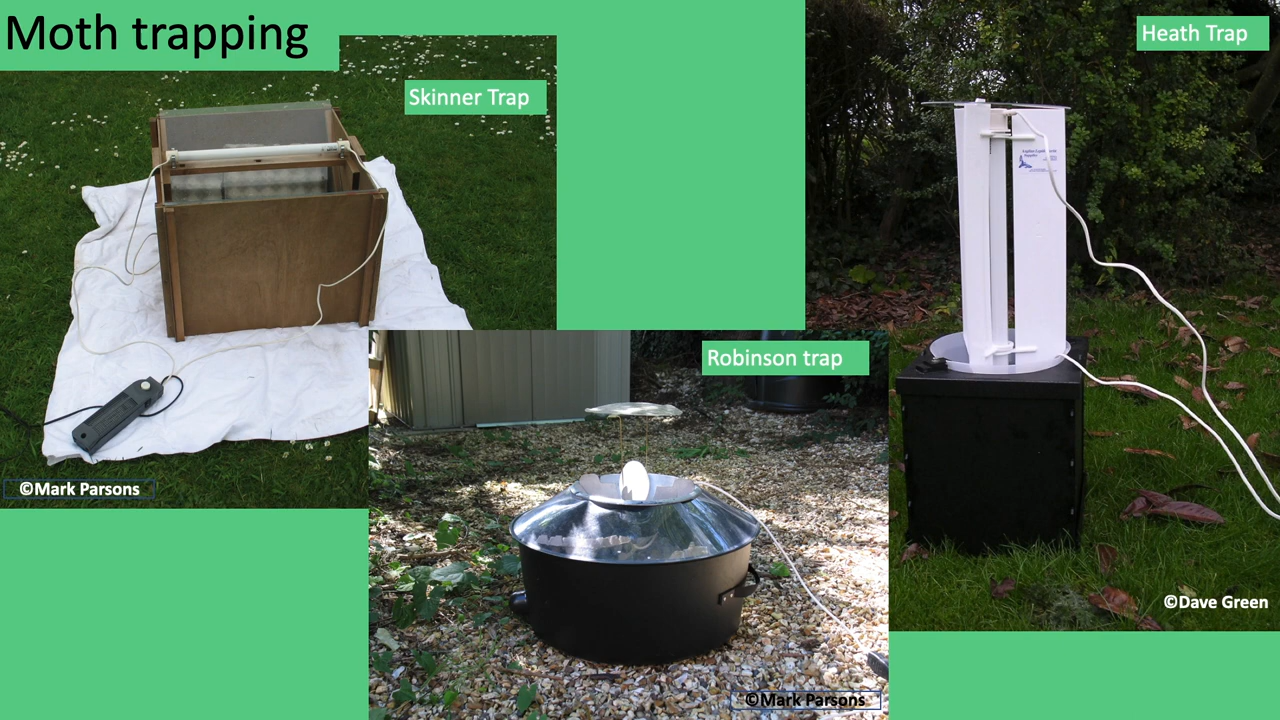 Moth trapping
Skinner Trap
Heath Trap
Robinson trap
©Mark Parsons
©Dave Green
©Mark Parsons